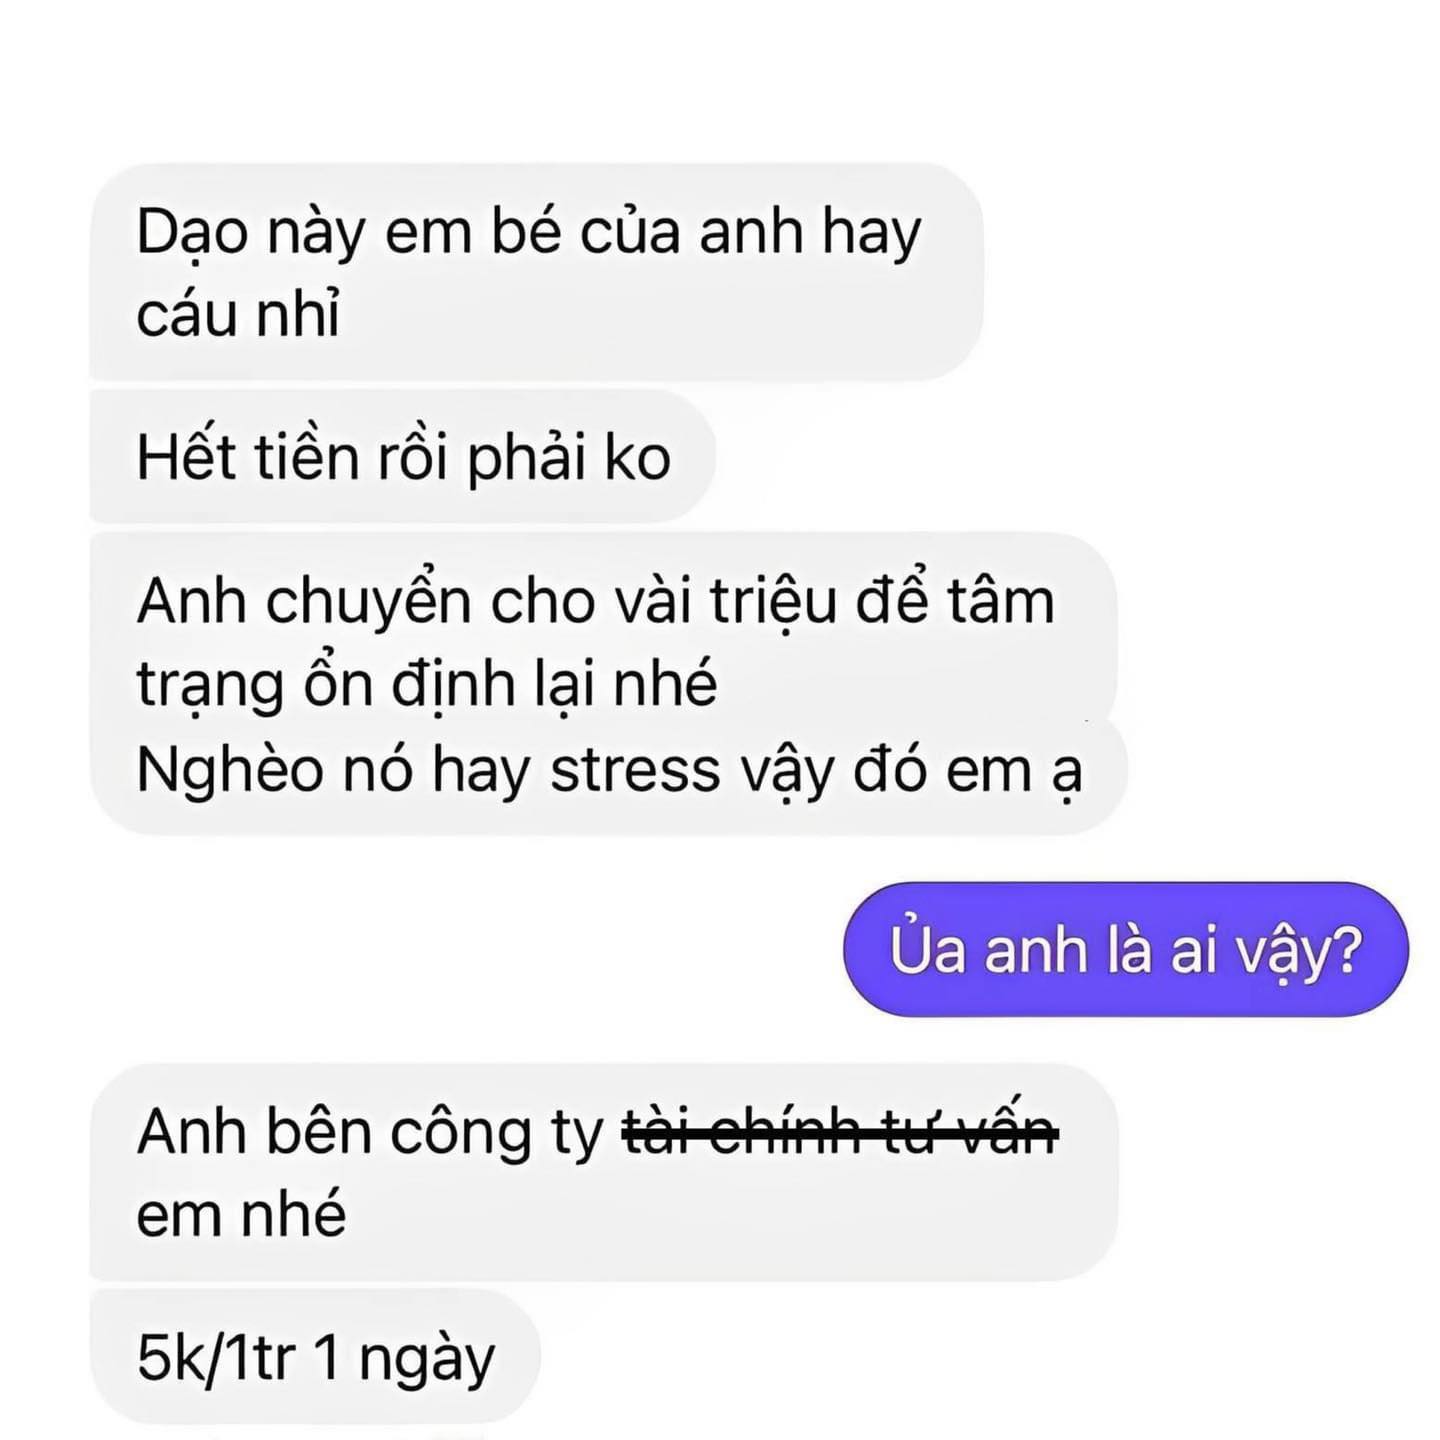 Dạo này em bé của anh hay
cáu nhỉ
Hết tiền rồi phải ko
Anh chuyển cho vài triệu để tâm
trạng ổn định lại nhé
Nghèo nó hay stress vậy đó em ạ
Ủa anh là ai vậy?
Anh bên công ty tài chính tư vấn
em nhé
5k/1tr 1 ngày